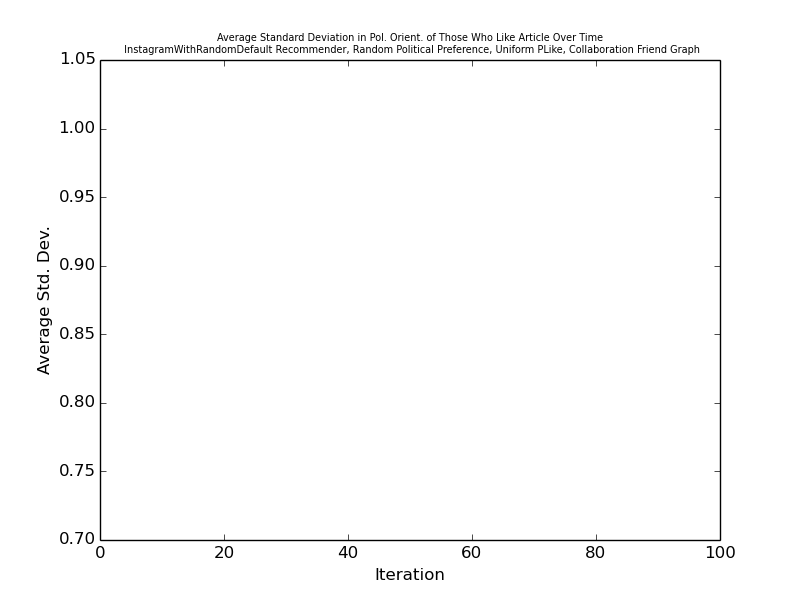 Average Standard Deviation in Pol. Orient. of Those Who Like Article Over Time
InstagramWithRandomDefault Recommender, Random Political Preference, Uniform PLike, Collaboration Friend Graph
1.05
1.00
0.95
0.90
0.85
0.80
0.75
0.70
Average Std. Dev.
0 20 40 60 80 100
Iteration